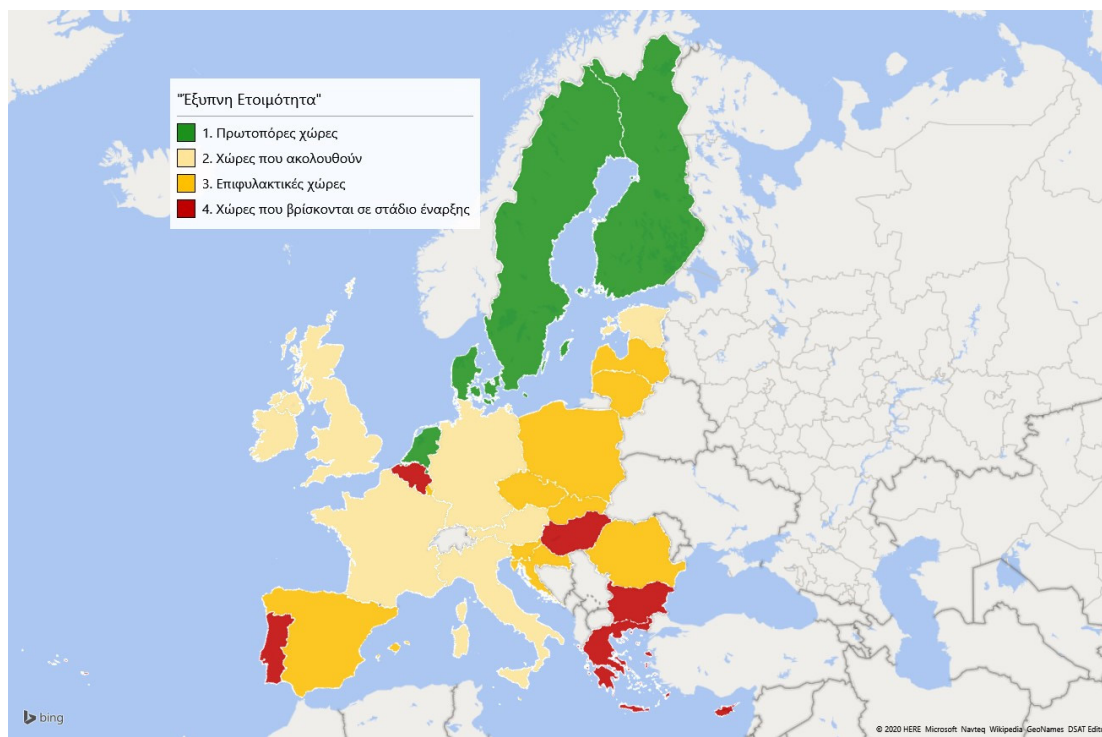 "Έξυπνη Ετοιμότητα"
1. Πρωτοπόρες χώρες
2. Χώρες που ακολουθούν
3. Επιφυλακτικές χώρες
4. Χώρες που βρίσκονται σε στάδιο έναρξης
bing
© 2020 HERE Microsoft Navteq Wikipedia GeoNames DSAT Edito